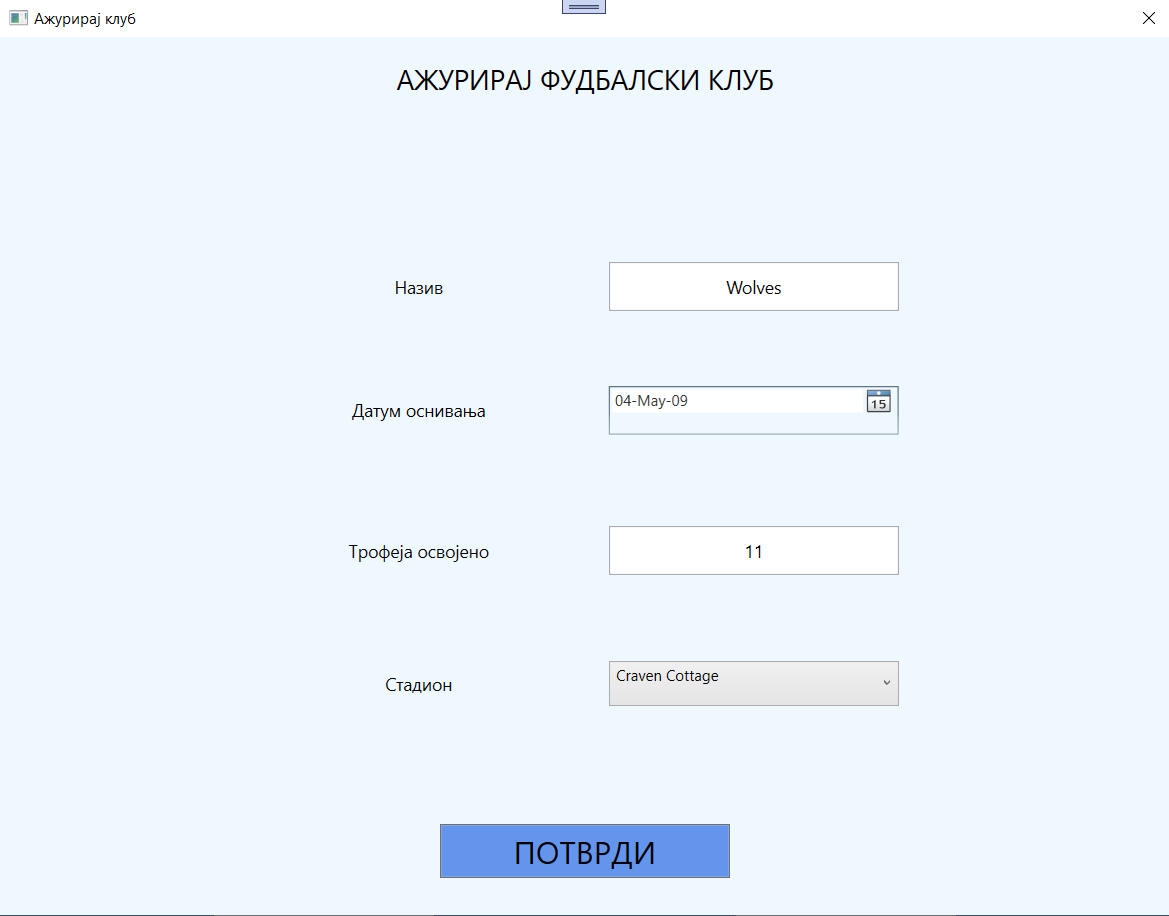 Ажурирај клуб
АЖУРИРАЈ ФУДБАЛСКИ КЛУБ
Назив
Wolves
Датум оснивања
04-May-09
15
Трофеја освојено
11
Стадион
Craven Cottage
ПОТВРДИ